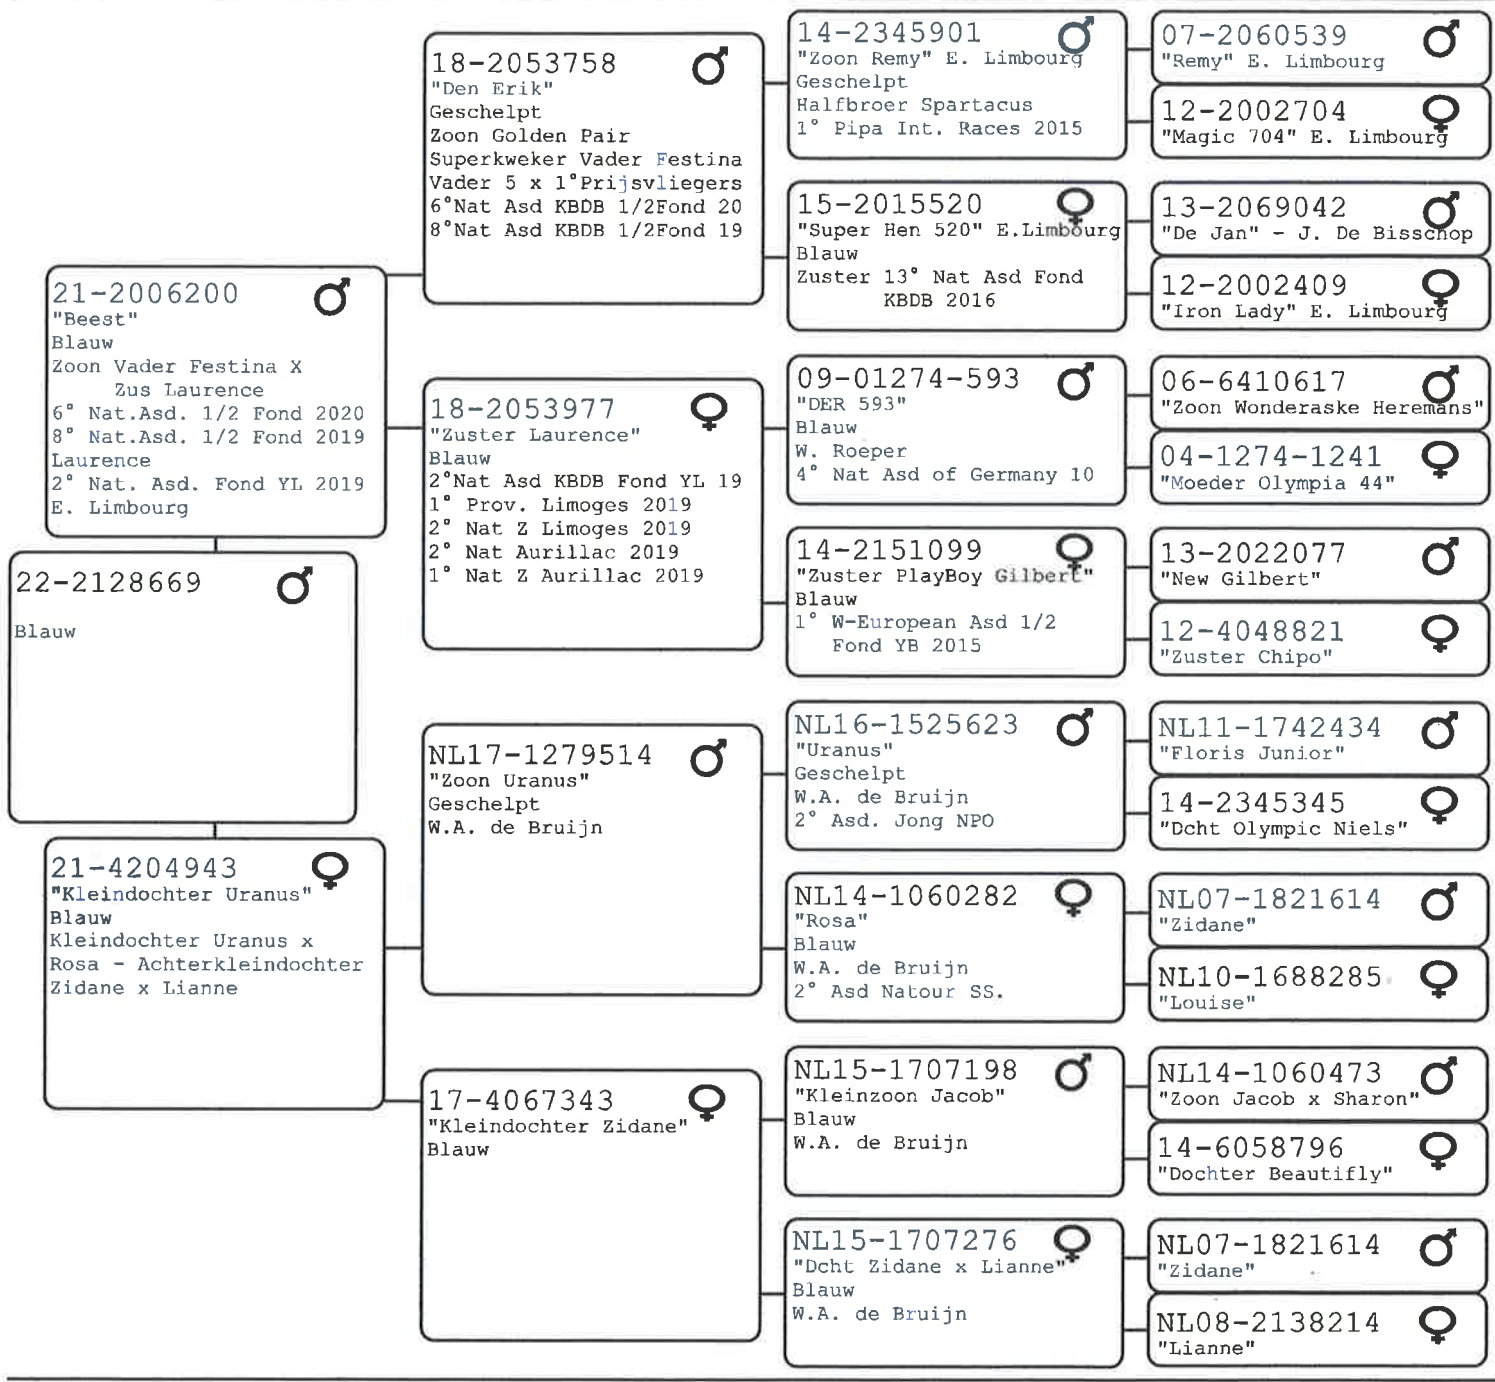 22-2128669
Blauw
21-2006200
"Beest"
Blauw
Zoon Vader Festina X
Zus Laurence
6° Nat.Asd. 1/2 Fond 2020
8° Nat.Asd. 1/2 Fond 2019
Laurence
2° Nat. Asd. Fond YL 2019
E. Limbourg
21-4204943
"Kleindochter Uranus"
Blauw
Kleindochter Uranus x
Rosa - Achterkleindochter
Zidane x Lianne
18-2053758
"Den Erik"
Geschelpt
Zoon Golden Pair
Superkweker Vader Festina
Vader 5 x 1°Prijsvliegers
6°Nat Asd KBDB 1/2Fond 20
8°Nat Asd KBDB 1/2Fond 19
18-2053977
"Zuster Laurence"
Blauw
2°Nat Asd KBDB Fond YL 19
1° Prov. Limoges 2019
2° Nat Z Limoges 2019
2° Nat Aurillac 2019
1° Nat Z Aurillac 2019
NL17-1279514
"Zoon Uranus"
Geschelpt
W.A. de Bruijn
17-4067343
"Kleindochter Zidane"
Blauw
14-2345901
"Zoon Remy" E. Limbourg
Geschelpt
Halfbroer Spartacus
1° Pipa Int. Races 2015
15-2015520
"Super Hen 520" E.Limbourg
Blauw
Zuster 13° Nat Asd Fond
KBDB 2016
09-01274-593
"DER 593"
Blauw
W. Roeper
4° Nat Asd of Germany 10
14-2151099
"Zuster PlayBoy Gilbert"
Blauw
1° W-European Asd 1/2
Fond YB 2015
NL16-1525623
"Uranus"
Geschelpt
W.A. de Bruijn
2° Asd. Jong NPO
NL14-1060282
"Rosa"
Blauw
W.A. de Bruijn
2° Asd Natour SS.
NL15-1707198
"Kleinzoon Jacob"
Blauw
W.A. de Bruijn
NL15-1707276
"Dcht Zidane x Lianne"
Blauw
W.A. de Bruijn
07-2060539
"Remy" E. Limbourg
12-2002704
"Magic 704" E. Limbourg
13-2069042
"De Jan" - J. De Bisschop
12-2002409
"Iron Lady" E. Limbourg
06-6410617
"Zoon Wonderaske Heremans"
04-1274-1241
"Moeder Olympia 44"
13-2022077
"New Gilbert"
12-4048821
"Zuster Chipo"
NL11-1742434
"Floris Junior"
14-2345345
"Dcht Olympic Niels"
NL07-1821614
"Zidane"
NL10-1688285
"Louise"
NL14-1060473
"Zoon Jacob x Sharon"
14-6058796
"Dochter Beautifly"
NL07-1821614
"Zidane"
NL08-2138214
"Lianne"